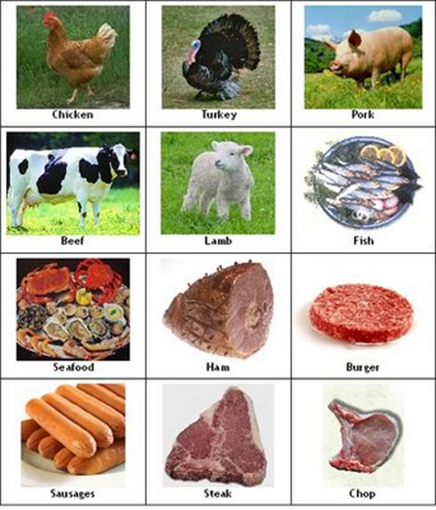 Chicken
Turkey
Pork
Beef
Lamb
Fish
Seafood
Ham
Burger
Sausages
Steak
Chop